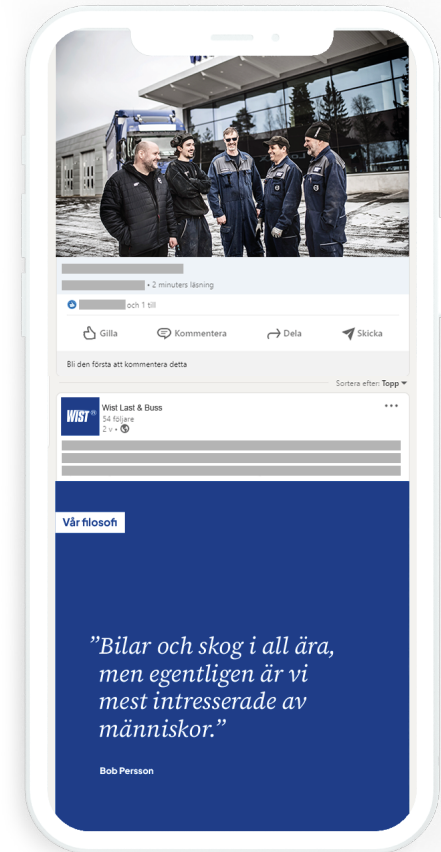 • 2 minuters läsning
och 1 till
Gilla
Kommentera
Dela
Skicka
Bli den första att kommentera detta
Sortera efter: Topp
WIST®
Wist Last & Buss
54 följare
2 v •
Vår filosofi
”Bilar och skog i all ära,
men egentligen är vi
mest intresserade av
människor.”
Bob Persson